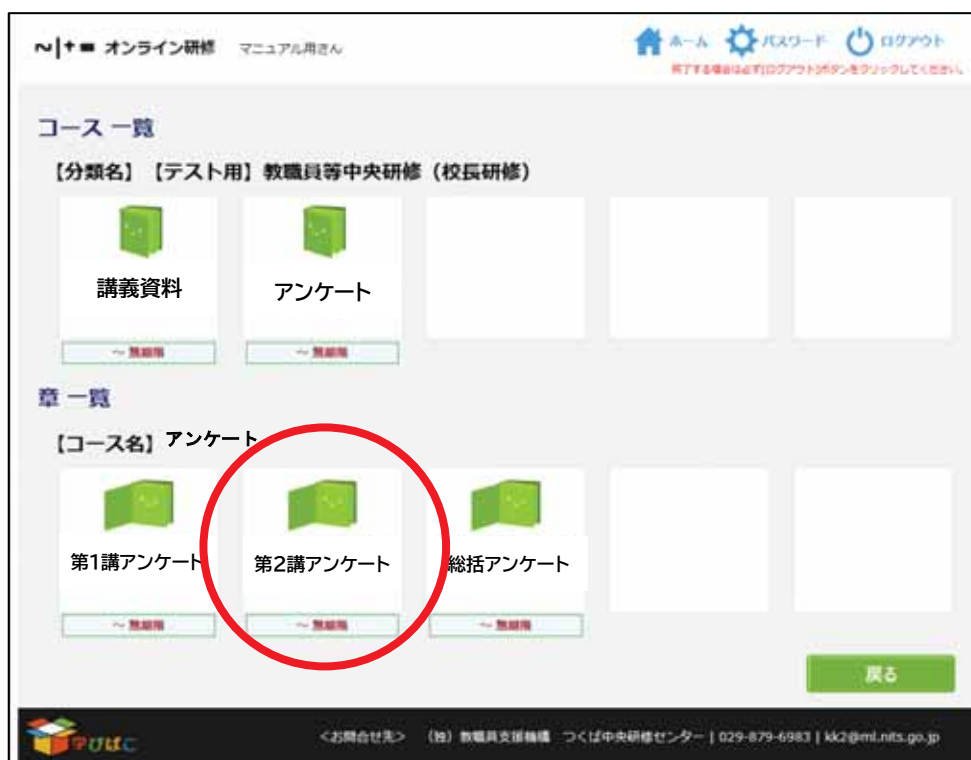 オンライン研修 マニュアル用さん
ホーム パスワード ログアウト
終了する場合は必ず[ログアウト]ボタンをクリックしてください。
コース 一覧
【分類名】【テスト用】教職員等中央研修(校長研修)
講義資料 アンケート
~ 無期限 ~ 無期限
章 一覧
【コース名】アンケート
第1講アンケート 第2講アンケート 総括アンケート
~ 無期限 ~ 無期限 ~ 無期限
戻る
学びばこ <お問合せ先> (独)教職員支援機構 つくば中央研修センター | 029-879-6983 | kk2@ml.nits.go.jp